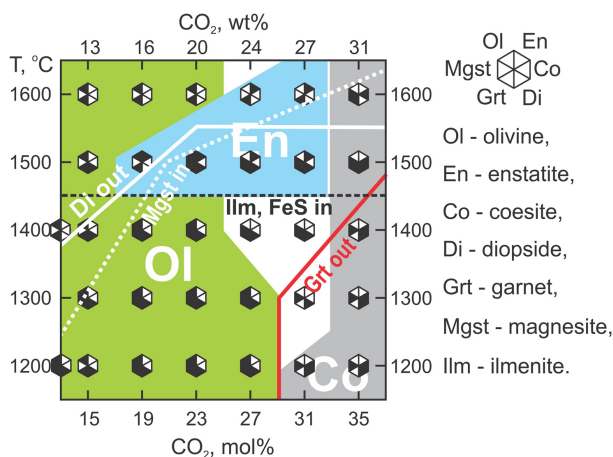 CO₂, wt%
13 16 20 24 27 31
T, °C
1600 1600
1500 1500
1400 1400
1300 1300
1200 1200
En
Di out
Mgst in
Ilm, FeS in
Ol
Grt out
Co
15 19 23 27 31 35
CO₂, mol%
Ol En
Mgst Co
Grt Di
Ol - olivine,
En - enstatite,
Co - coesite,
Di - diopside,
Grt - garnet,
Mgst - magnesite,
Ilm - ilmenite.